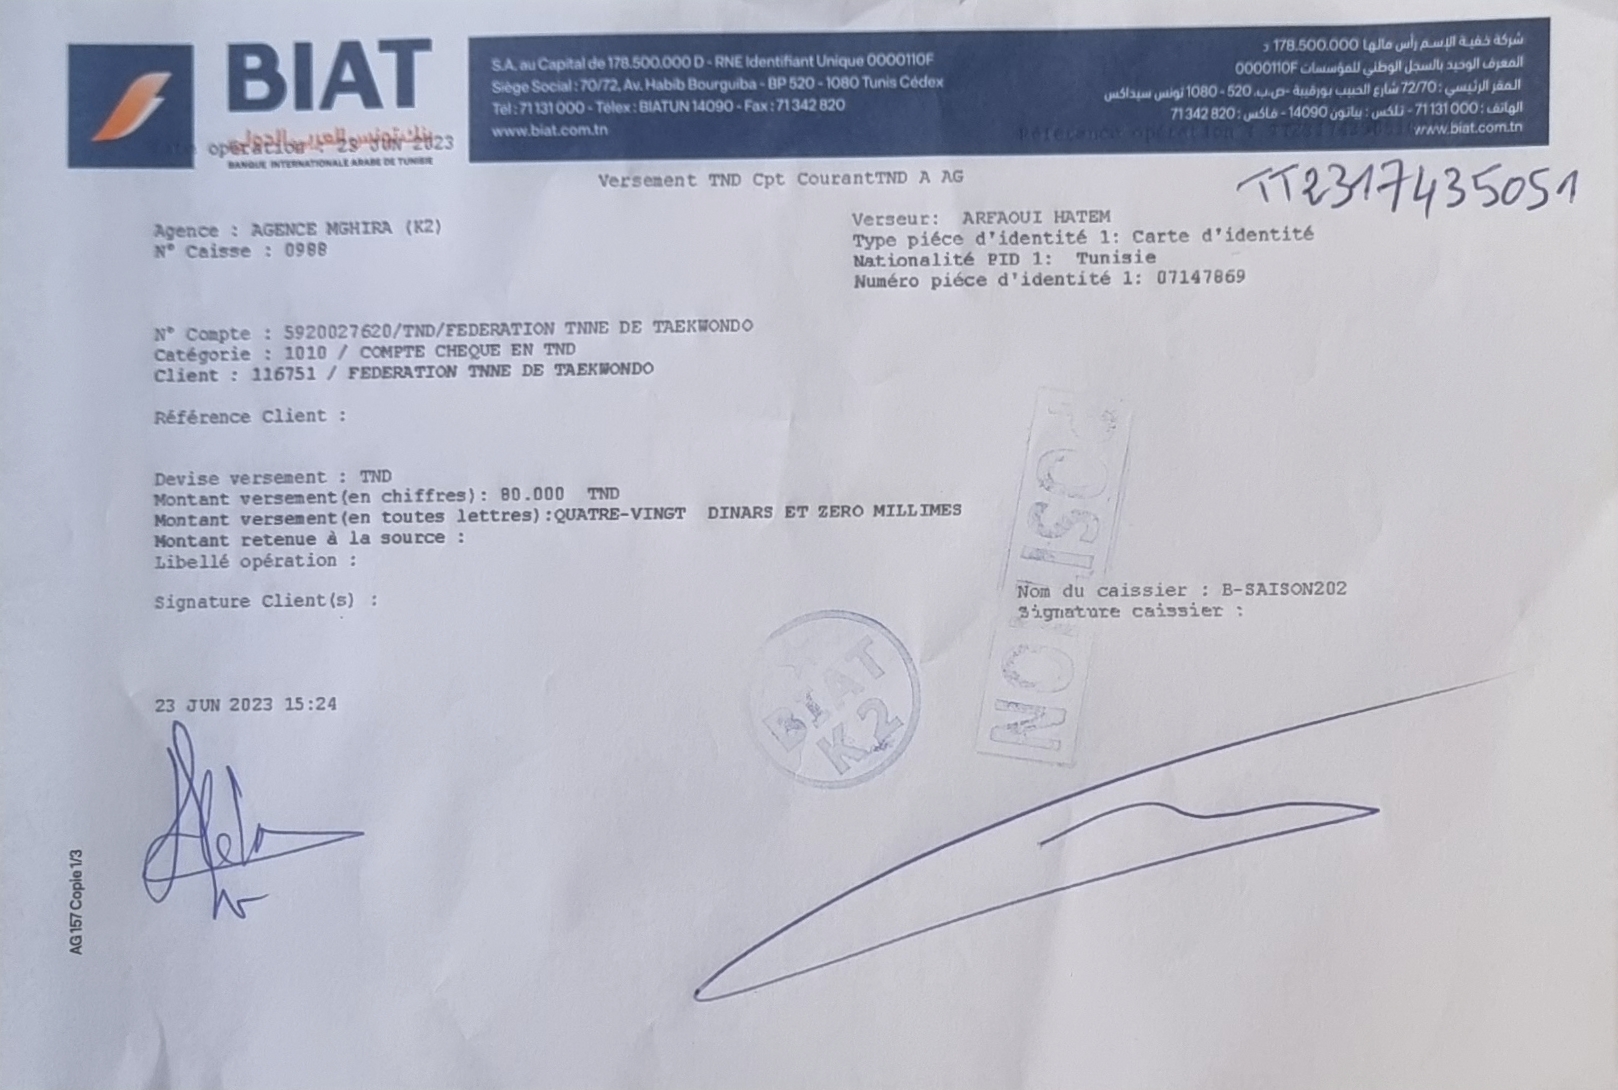 BIAT
بنك تونس العربي الدولي
BANQUE INTERNATIONALE ARABE DE TUNISIE
S.A. au Capital de 178.500.000 D - RNE Identifiant Unique 0000110F
Siège Social : 70/72, Av. Habib Bourguiba - BP 520 - 1080 Tunis Cédex
Tél : 71 131 000 - Télex : BIATUN 14090 - Fax : 71 342 820
www.biat.com.tn
شركة خفية الإسم رأس مالها 178.500.000 د
المعرف الوحيد بالسجل الوطني للمؤسسات 0000110F
المقر الرئيسي : 72/70 شارع الحبيب بورقيبة -ص.ب. 520 - 1080 تونس سيداكس
الهاتف : 71131 000 - تلكس : بياتون 14090 - فاكس : 71 342 820
www.biat.com.tn
operation : 23 JUN 2023
Référence opération :
Versement TND Cpt CourantTND A AG
TT2317435051
Agence : AGENCE MGHIRA (K2)
N° Caisse : 0988
Verseur: ARFAOUI HATEM
Type piéce d'identité 1: Carte d'identité
Nationalité PID 1: Tunisie
Numéro piéce d'identité 1: 07147869
N° Compte : 5920027620/TND/FEDERATION TNNE DE TAEKWONDO
Catégorie : 1010 / COMPTE CHEQUE EN TND
Client : 116751 / FEDERATION TNNE DE TAEKWONDO
Référence Client :
Devise versement : TND
Montant versement(en chiffres): 80.000 TND
Montant versement(en toutes lettres):QUATRE-VINGT DINARS ET ZERO MILLIMES
Montant retenue à la source :
Libellé opération :
Signature Client(s) :
Nom du caissier : B-SAISON202
Signature caissier :
BIAT
K2
23 JUN 2023 15:24
AG157 Copie 1/3